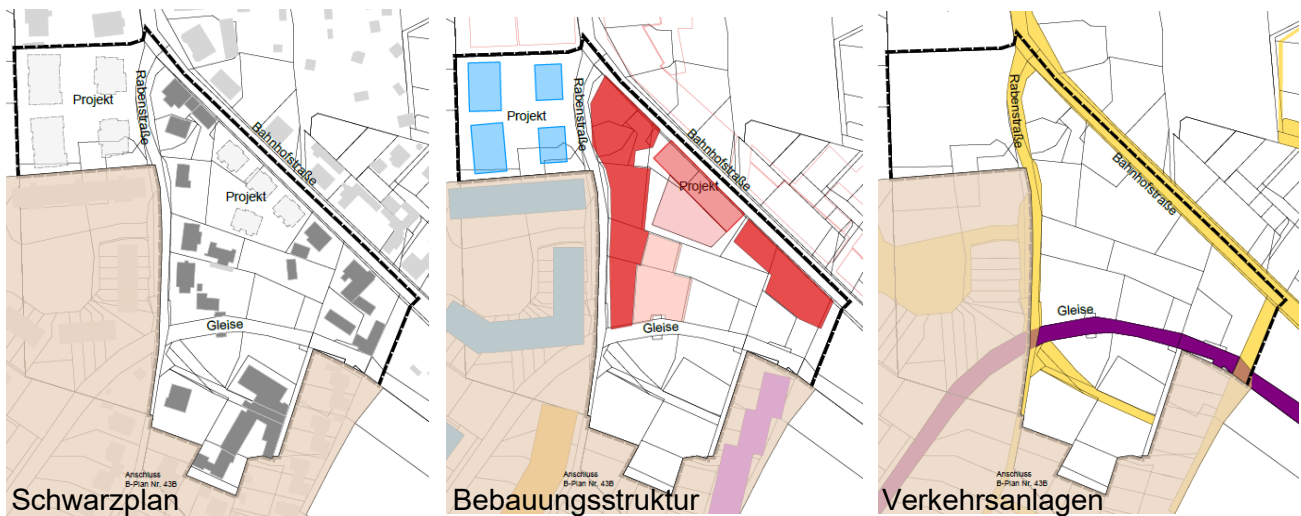 Projekt
Rabenstraße
Bahnhofstraße
Projekt
Gleise
Anschluss
B-Plan Nr. 43B
Schwarzplan
Projekt
Rabenstraße
Bahnhofstraße
Projekt
Gleise
Anschluss
B-Plan Nr. 43B
Bebauungsstruktur
Rabenstraße
Bahnhofstraße
Gleise
Anschluss
B-Plan Nr. 43B
Verkehrsanlagen